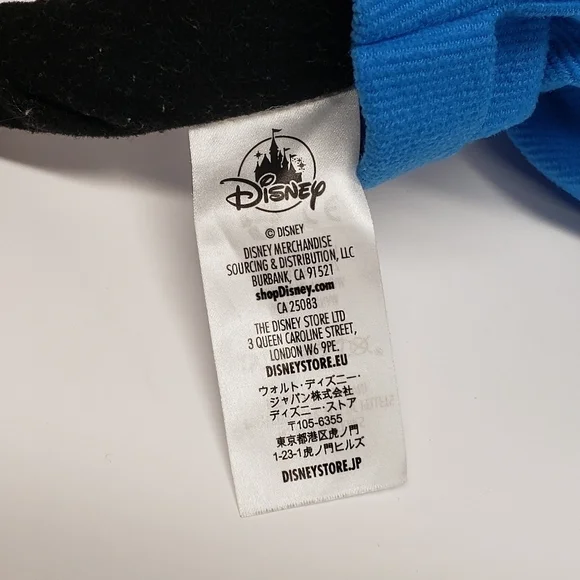 Disney
© DISNEY
DISNEY MERCHANDISE
SOURCING & DISTRIBUTION, LLC
BURBANK, CA 91521
shopDisney.com
CA 25083
THE DISNEY STORE LTD
3 QUEEN CAROLINE STREET,
LONDON W6 9PE.
DISNEYSTORE.EU
ウォルト・ディズニー・
ジャパン株式会社
ディズニー・ストア
〒105-6355
東京都港区虎ノ門
1-23-1虎ノ門ヒルズ
DISNEYSTORE.JP